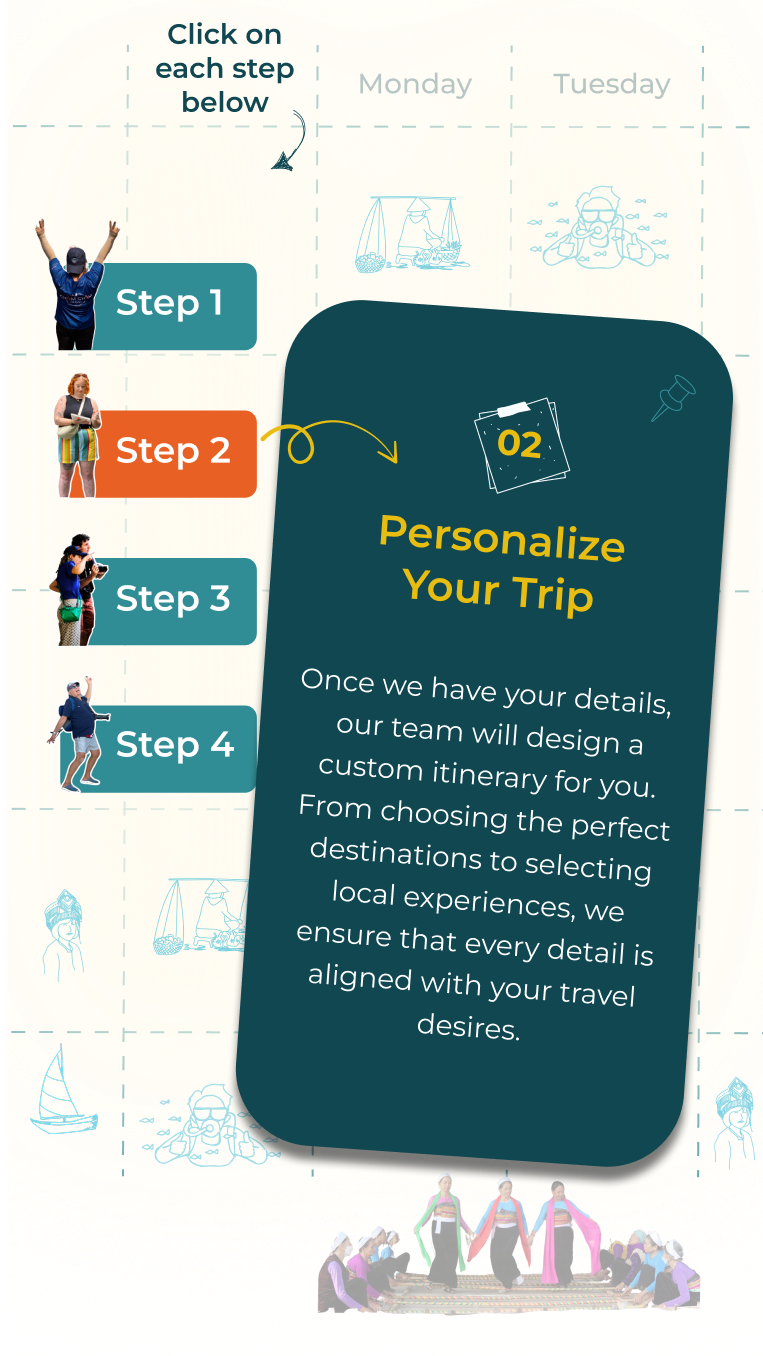 Click on
each step
below
Monday
Tuesday
Step 1
Step 2
Step 3
Step 4
02
Personalize
Your Trip
Once we have your details,
our team will design a
custom itinerary for you.
From choosing the perfect
destinations to selecting
local experiences, we
ensure that every detail is
aligned with your travel
desires.